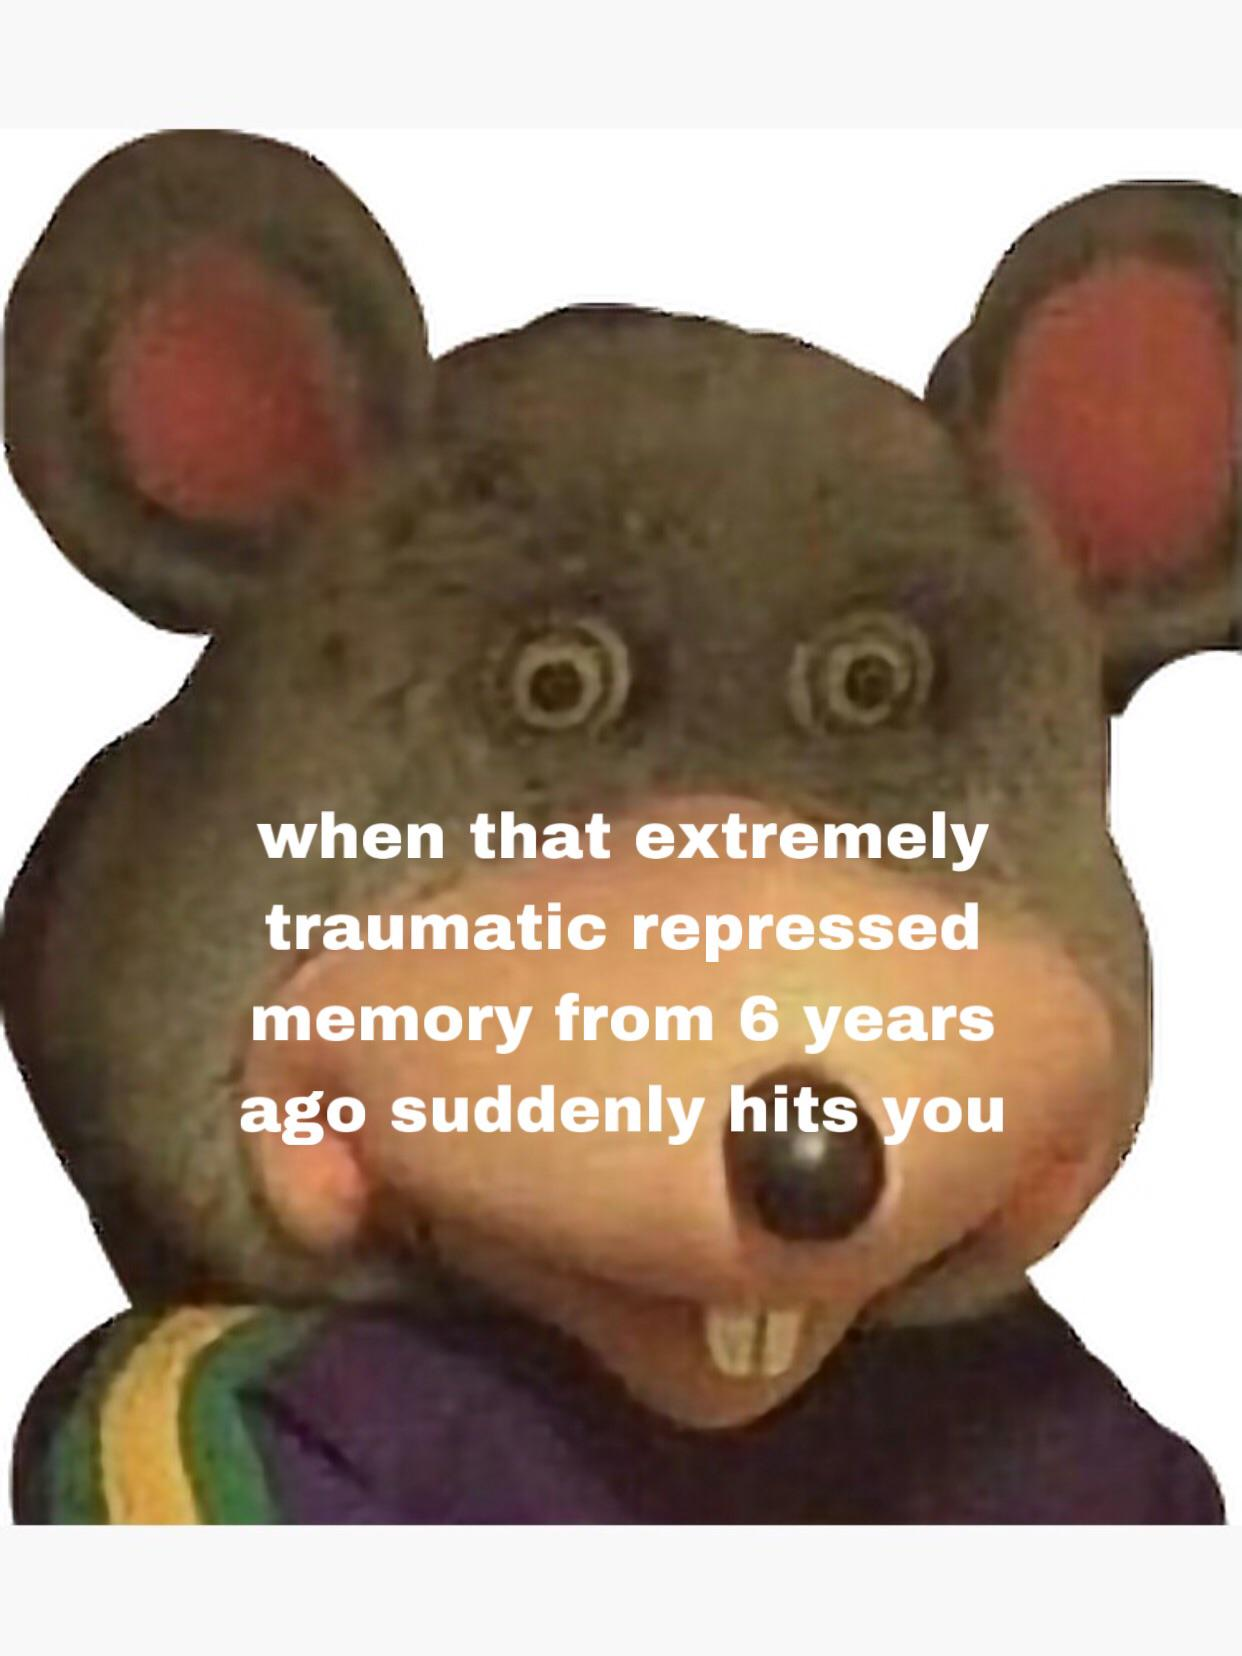 when that extremely
traumatic repressed
memory from 6 years
ago suddenly hits you